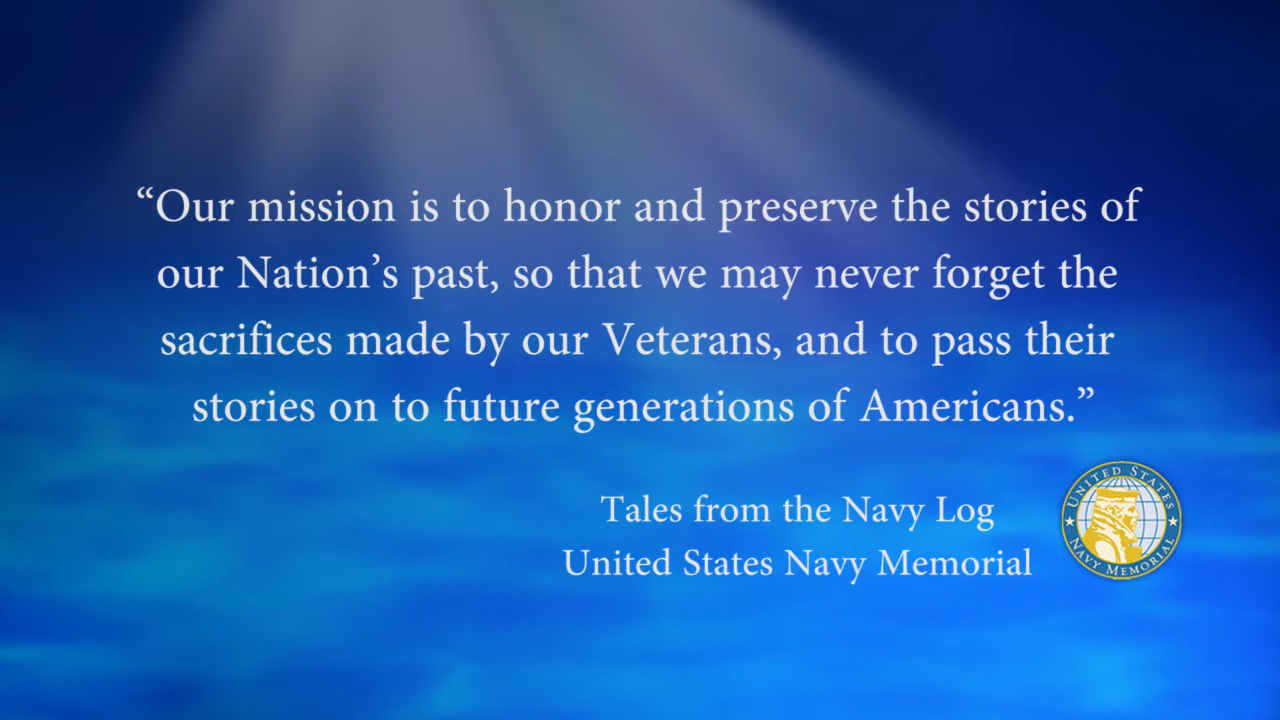 “Our mission is to honor and preserve the stories of
our Nation’s past, so that we may never forget the
sacrifices made by our Veterans, and to pass their
stories on to future generations of Americans.”
Tales from the Navy Log
United States Navy Memorial
UNITED STATES
NAVY MEMORIAL